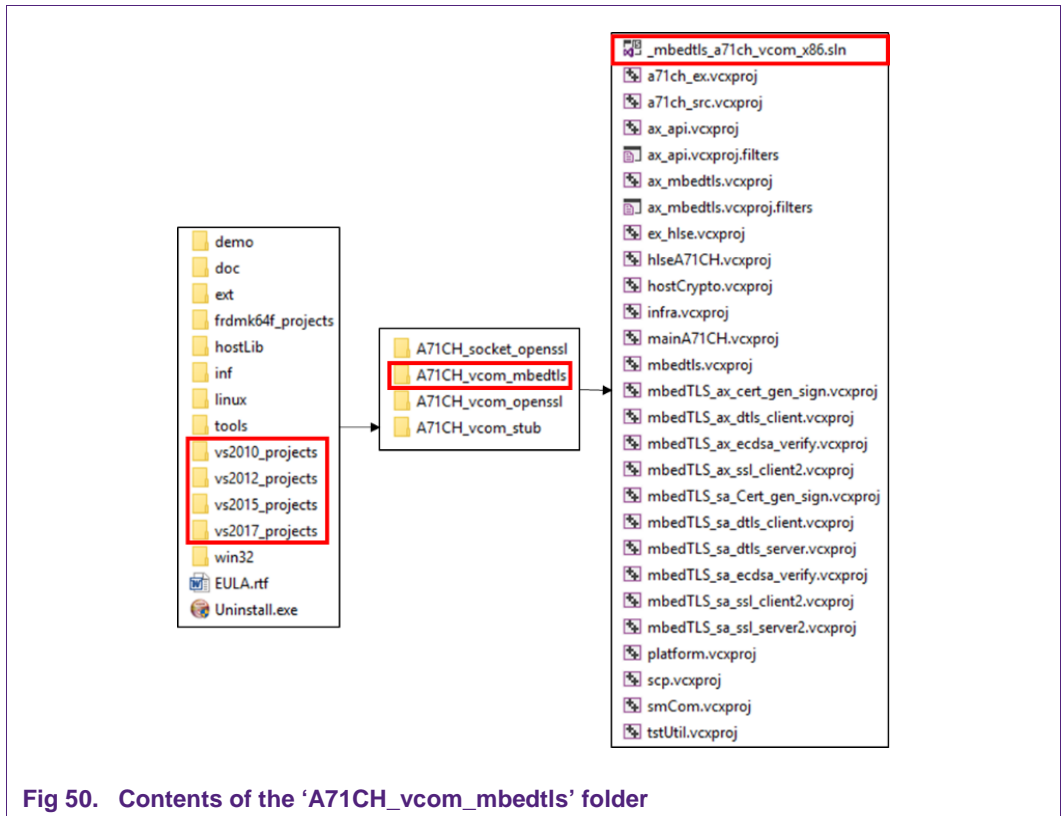 demo
doc
ext
frdmk64f_projects
hostLib
inf
linux
tools
vs2010_projects
vs2012_projects
vs2015_projects
vs2017_projects
win32
EULA.rtf
Uninstall.exe
A71CH_socket_openssl
A71CH_vcom_mbedtls
A71CH_vcom_openssl
A71CH_vcom_stub
_mbedtls_a71ch_vcom_x86.sln
a71ch_ex.vcxproj
a71ch_src.vcxproj
ax_api.vcxproj
ax_api.vcxproj.filters
ax_mbedtls.vcxproj
ax_mbedtls.vcxproj.filters
ex_hlse.vcxproj
hlseA71CH.vcxproj
hostCrypto.vcxproj
infra.vcxproj
mainA71CH.vcxproj
mbedtls.vcxproj
mbedTLS_ax_cert_gen_sign.vcxproj
mbedTLS_ax_dtls_client.vcxproj
mbedTLS_ax_ecdsa_verify.vcxproj
mbedTLS_ax_ssl_client2.vcxproj
mbedTLS_sa_Cert_gen_sign.vcxproj
mbedTLS_sa_dtls_client.vcxproj
mbedTLS_sa_dtls_server.vcxproj
mbedTLS_sa_ecdsa_verify.vcxproj
mbedTLS_sa_ssl_client2.vcxproj
mbedTLS_sa_ssl_server2.vcxproj
platform.vcxproj
scp.vcxproj
smCom.vcxproj
tstUtil.vcxproj
Fig 50. Contents of the ‘A71CH_vcom_mbedtls’ folder